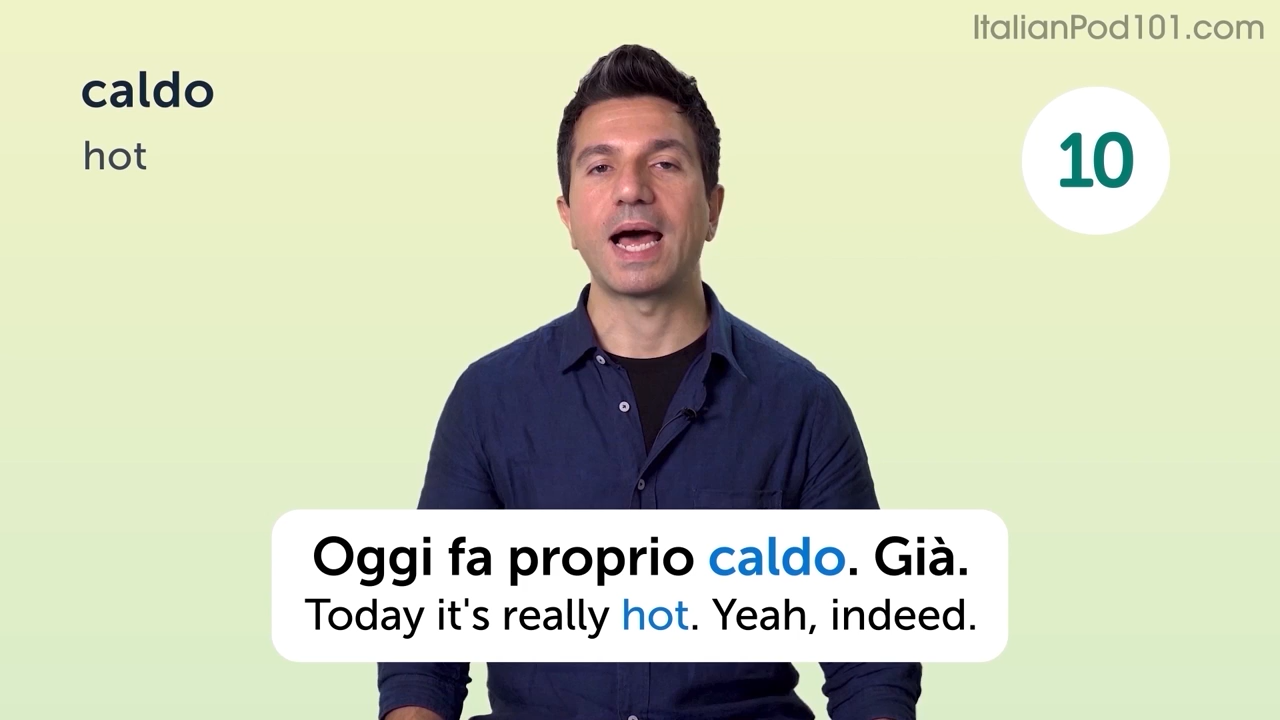 ItalianPod101.com
caldo
hot
10
Oggi fa proprio caldo. Già.
Today it's really hot. Yeah, indeed.